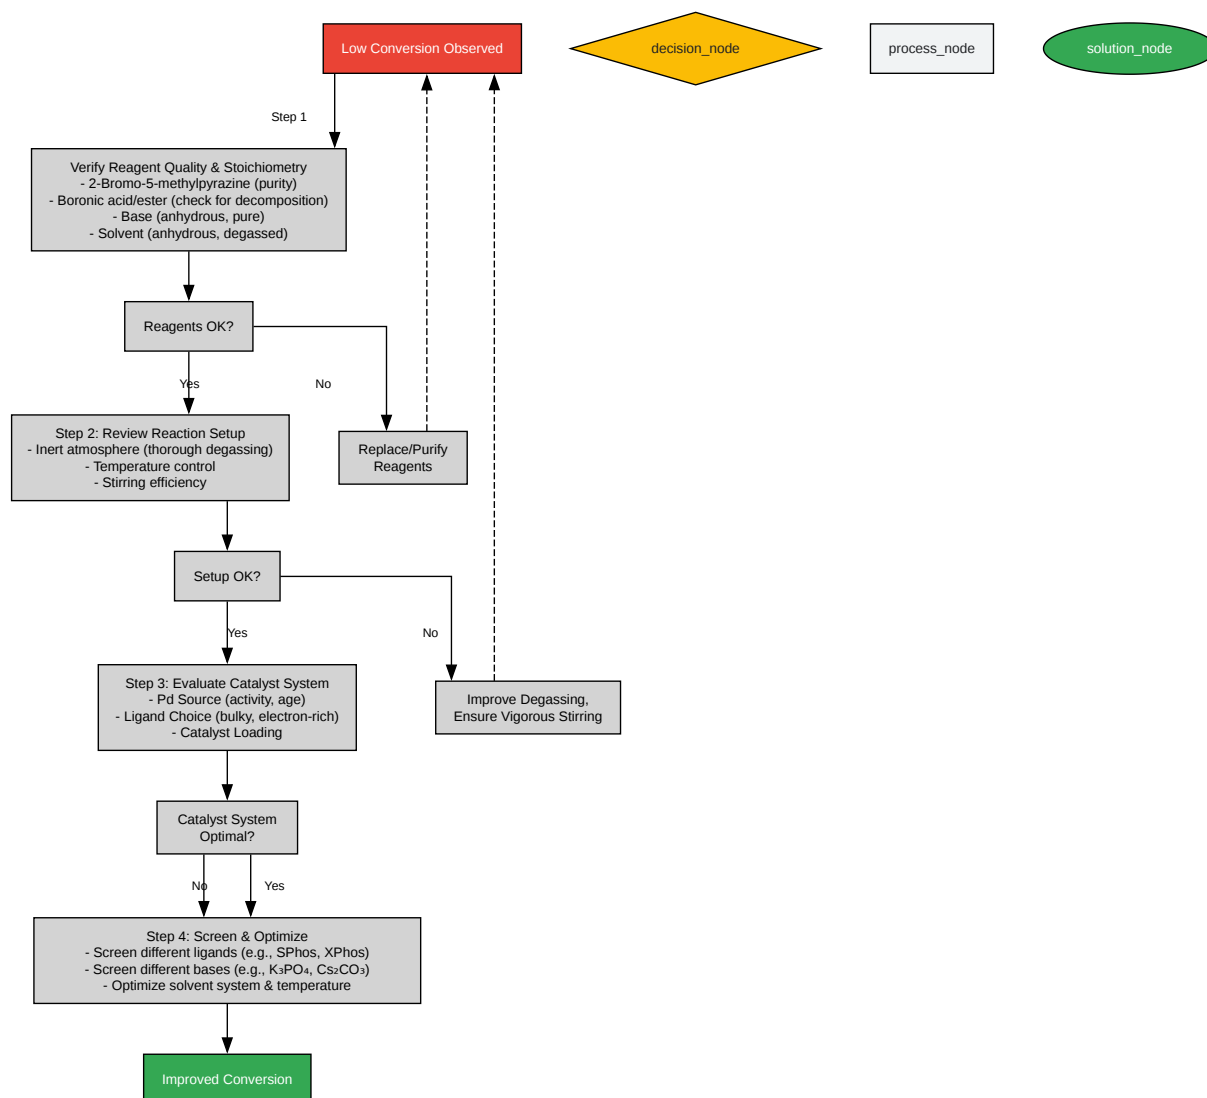 Low Conversion Observed
decision_node
process_node
solution_node
Step 1
Verify Reagent Quality & Stoichiometry
- 2-Bromo-5-methylpyrazine (purity)
- Boronic acid/ester (check for decomposition)
- Base (anhydrous, pure)
- Solvent (anhydrous, degassed)
Reagents OK?
Yes
No
Step 2: Review Reaction Setup
- Inert atmosphere (thorough degassing)
- Temperature control
- Stirring efficiency
Replace/Purify
Reagents
Setup OK?
Yes
No
Step 3: Evaluate Catalyst System
- Pd Source (activity, age)
- Ligand Choice (bulky, electron-rich)
- Catalyst Loading
Improve Degassing,
Ensure Vigorous Stirring
Catalyst System
Optimal?
No
Yes
Step 4: Screen & Optimize
- Screen different ligands (e.g., SPhos, XPhos)
- Screen different bases (e.g., K₃PO₄, Cs₂CO₃)
- Optimize solvent system & temperature
Improved Conversion